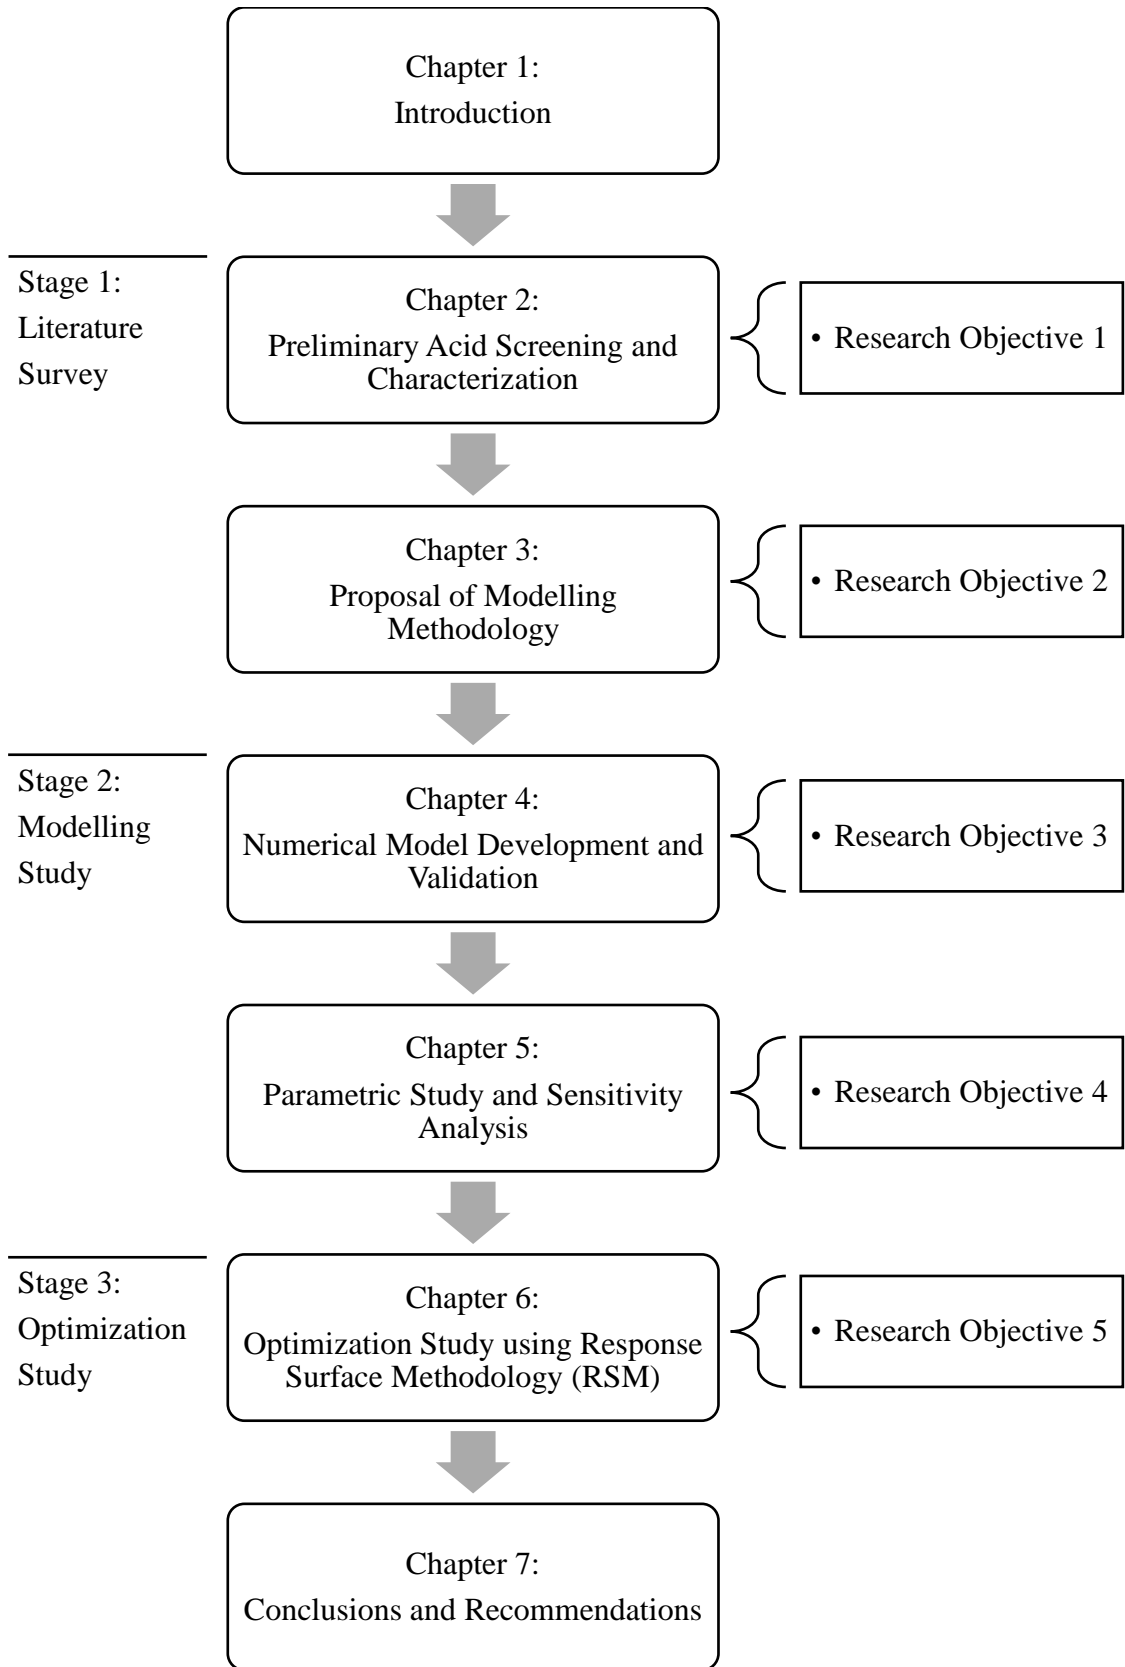 Chapter 1:
Introduction
Stage 1:
Literature
Survey
Chapter 2:
Preliminary Acid Screening and
Characterization
• Research Objective 1
Chapter 3:
Proposal of Modelling
Methodology
• Research Objective 2
Stage 2:
Modelling
Study
Chapter 4:
Numerical Model Development and
Validation
• Research Objective 3
Chapter 5:
Parametric Study and Sensitivity
Analysis
• Research Objective 4
Stage 3:
Optimization
Study
Chapter 6:
Optimization Study using Response
Surface Methodology (RSM)
• Research Objective 5
Chapter 7:
Conclusions and Recommendations